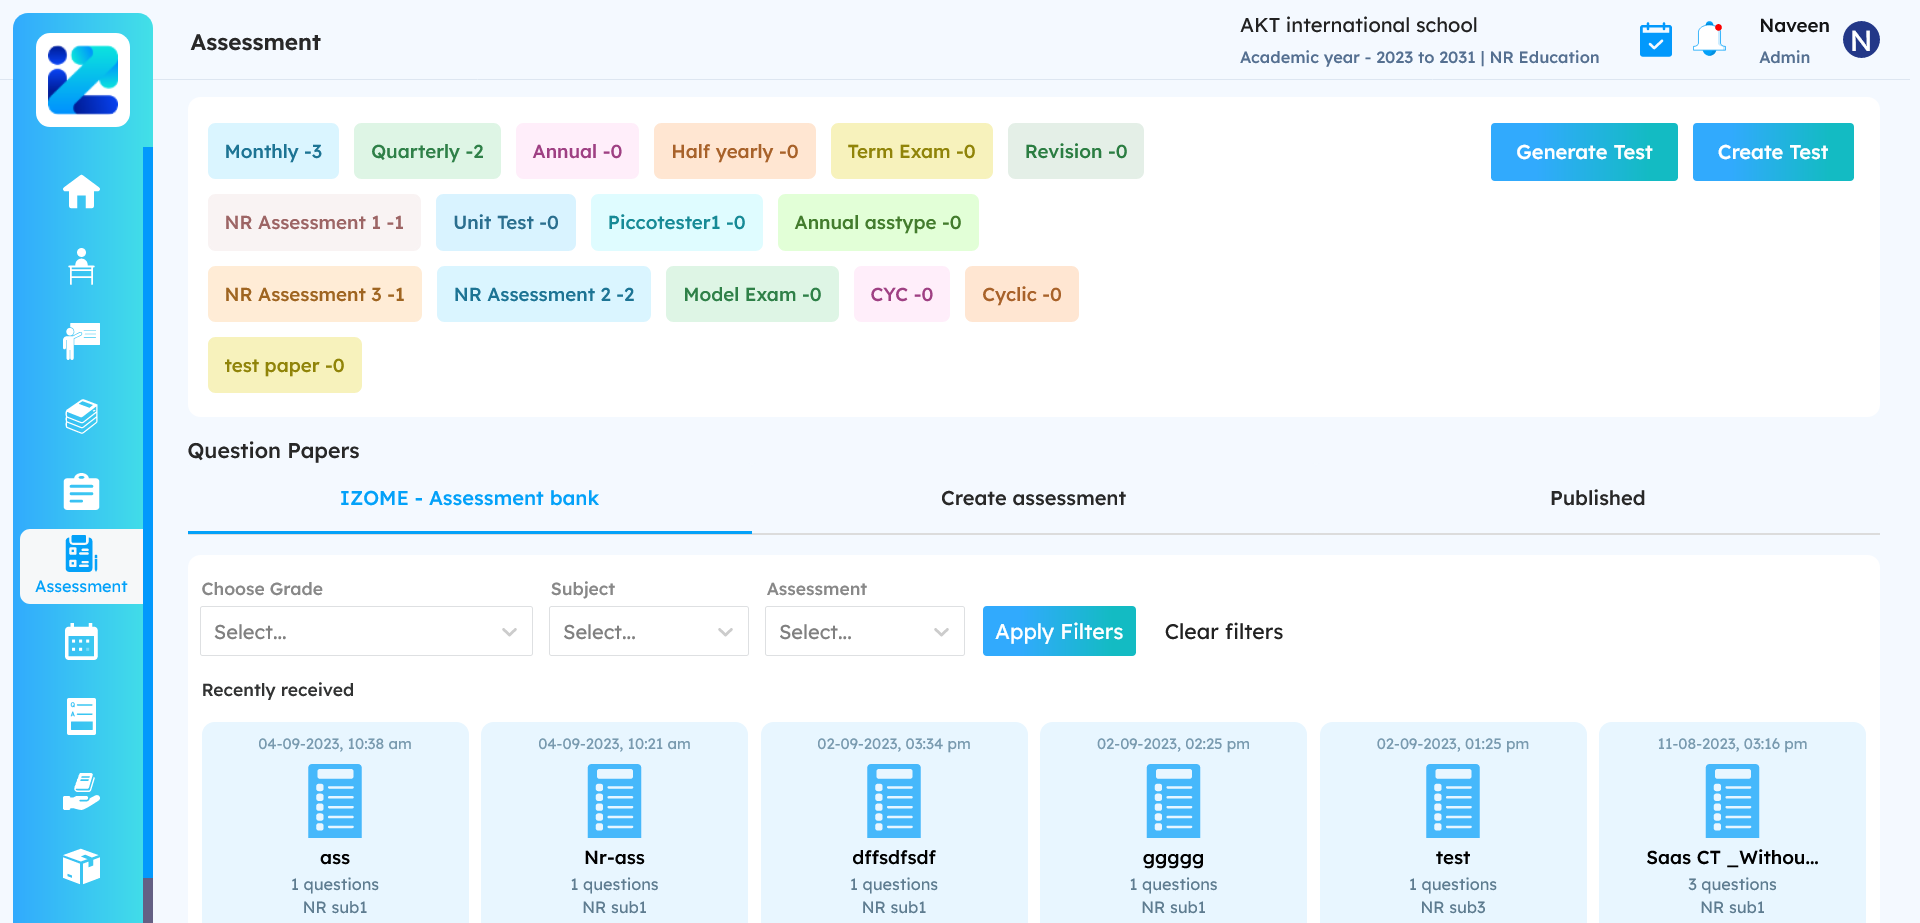 Assessment
AKT international school
Academic year - 2023 to 2031 | NR Education
Naveen
Admin
N
Monthly -3
Quarterly -2
Annual -0
Half yearly -0
Term Exam -0
Revision -0
Generate Test
Create Test
NR Assessment 1 -1
Unit Test -0
Piccotester1 -0
Annual asstype -0
NR Assessment 3 -1
NR Assessment 2 -2
Model Exam -0
CYC -0
Cyclic -0
test paper -0
Assessment
Question Papers
IZOME - Assessment bank
Create assessment
Published
Choose Grade
Subject
Assessment
Select...
Select...
Select...
Apply Filters
Clear filters
Recently received
04-09-2023, 10:38 am
ass
1 questions
NR sub1
04-09-2023, 10:21 am
Nr-ass
1 questions
NR sub1
02-09-2023, 03:34 pm
dffsdfsdf
1 questions
NR sub1
02-09-2023, 02:25 pm
ggggg
1 questions
NR sub1
02-09-2023, 01:25 pm
test
1 questions
NR sub3
11-08-2023, 03:16 pm
Saas CT _Withou...
3 questions
NR sub1